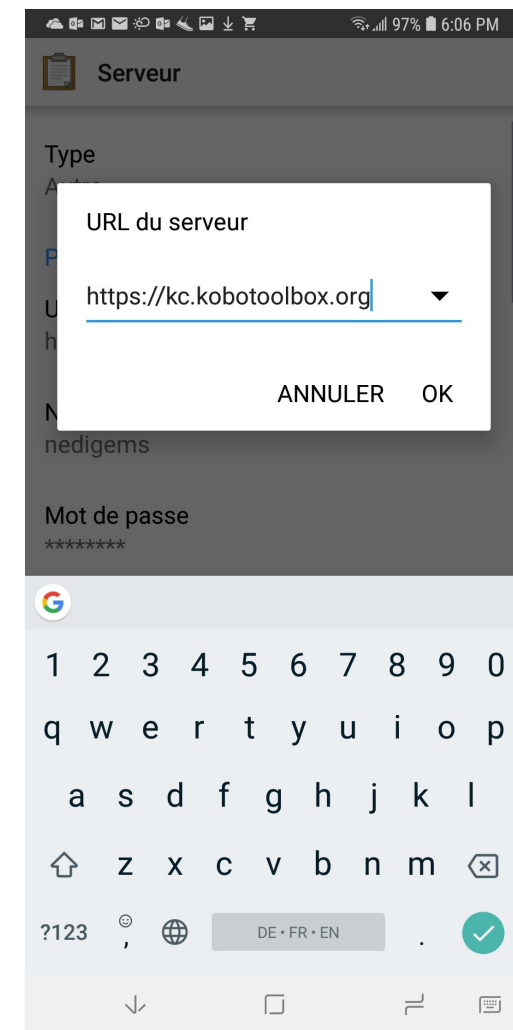 97% 6:06 PM
Serveur
Type
URL du serveur
https://kc.kobotoolbox.org
ANNULER OK
nedigems
Mot de passe
********
G
1 2 3 4 5 6 7 8 9 0
q w e r t y u i o p
a s d f g h j k l
z x c v b n m
?123 , DE • FR • EN .